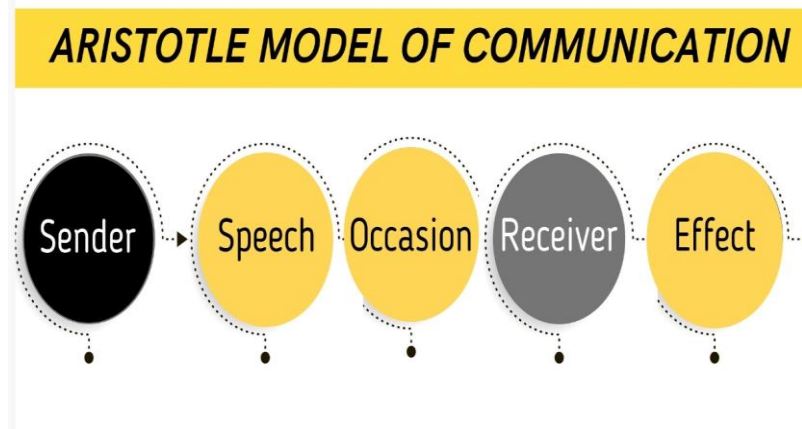 ARISTOTLE MODEL OF COMMUNICATION
Sender
Speech
Occasion
Receiver
Effect